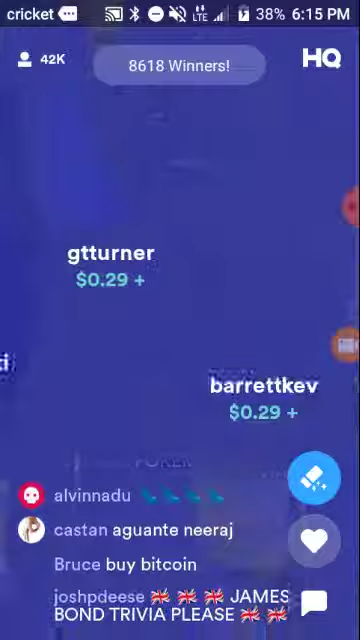 cricket LTE 38% 6:15 PM
42K 8618 Winners! HQ
gtturner
$0.29 +
barrettkev
$0.29 +
alvinnadu
castan aguante neeraj
Bruce buy bitcoin
joshpdeese 🇬🇧 🇬🇧 🇬🇧 JAMES
BOND TRIVIA PLEASE 🇬🇧 🇬🇧